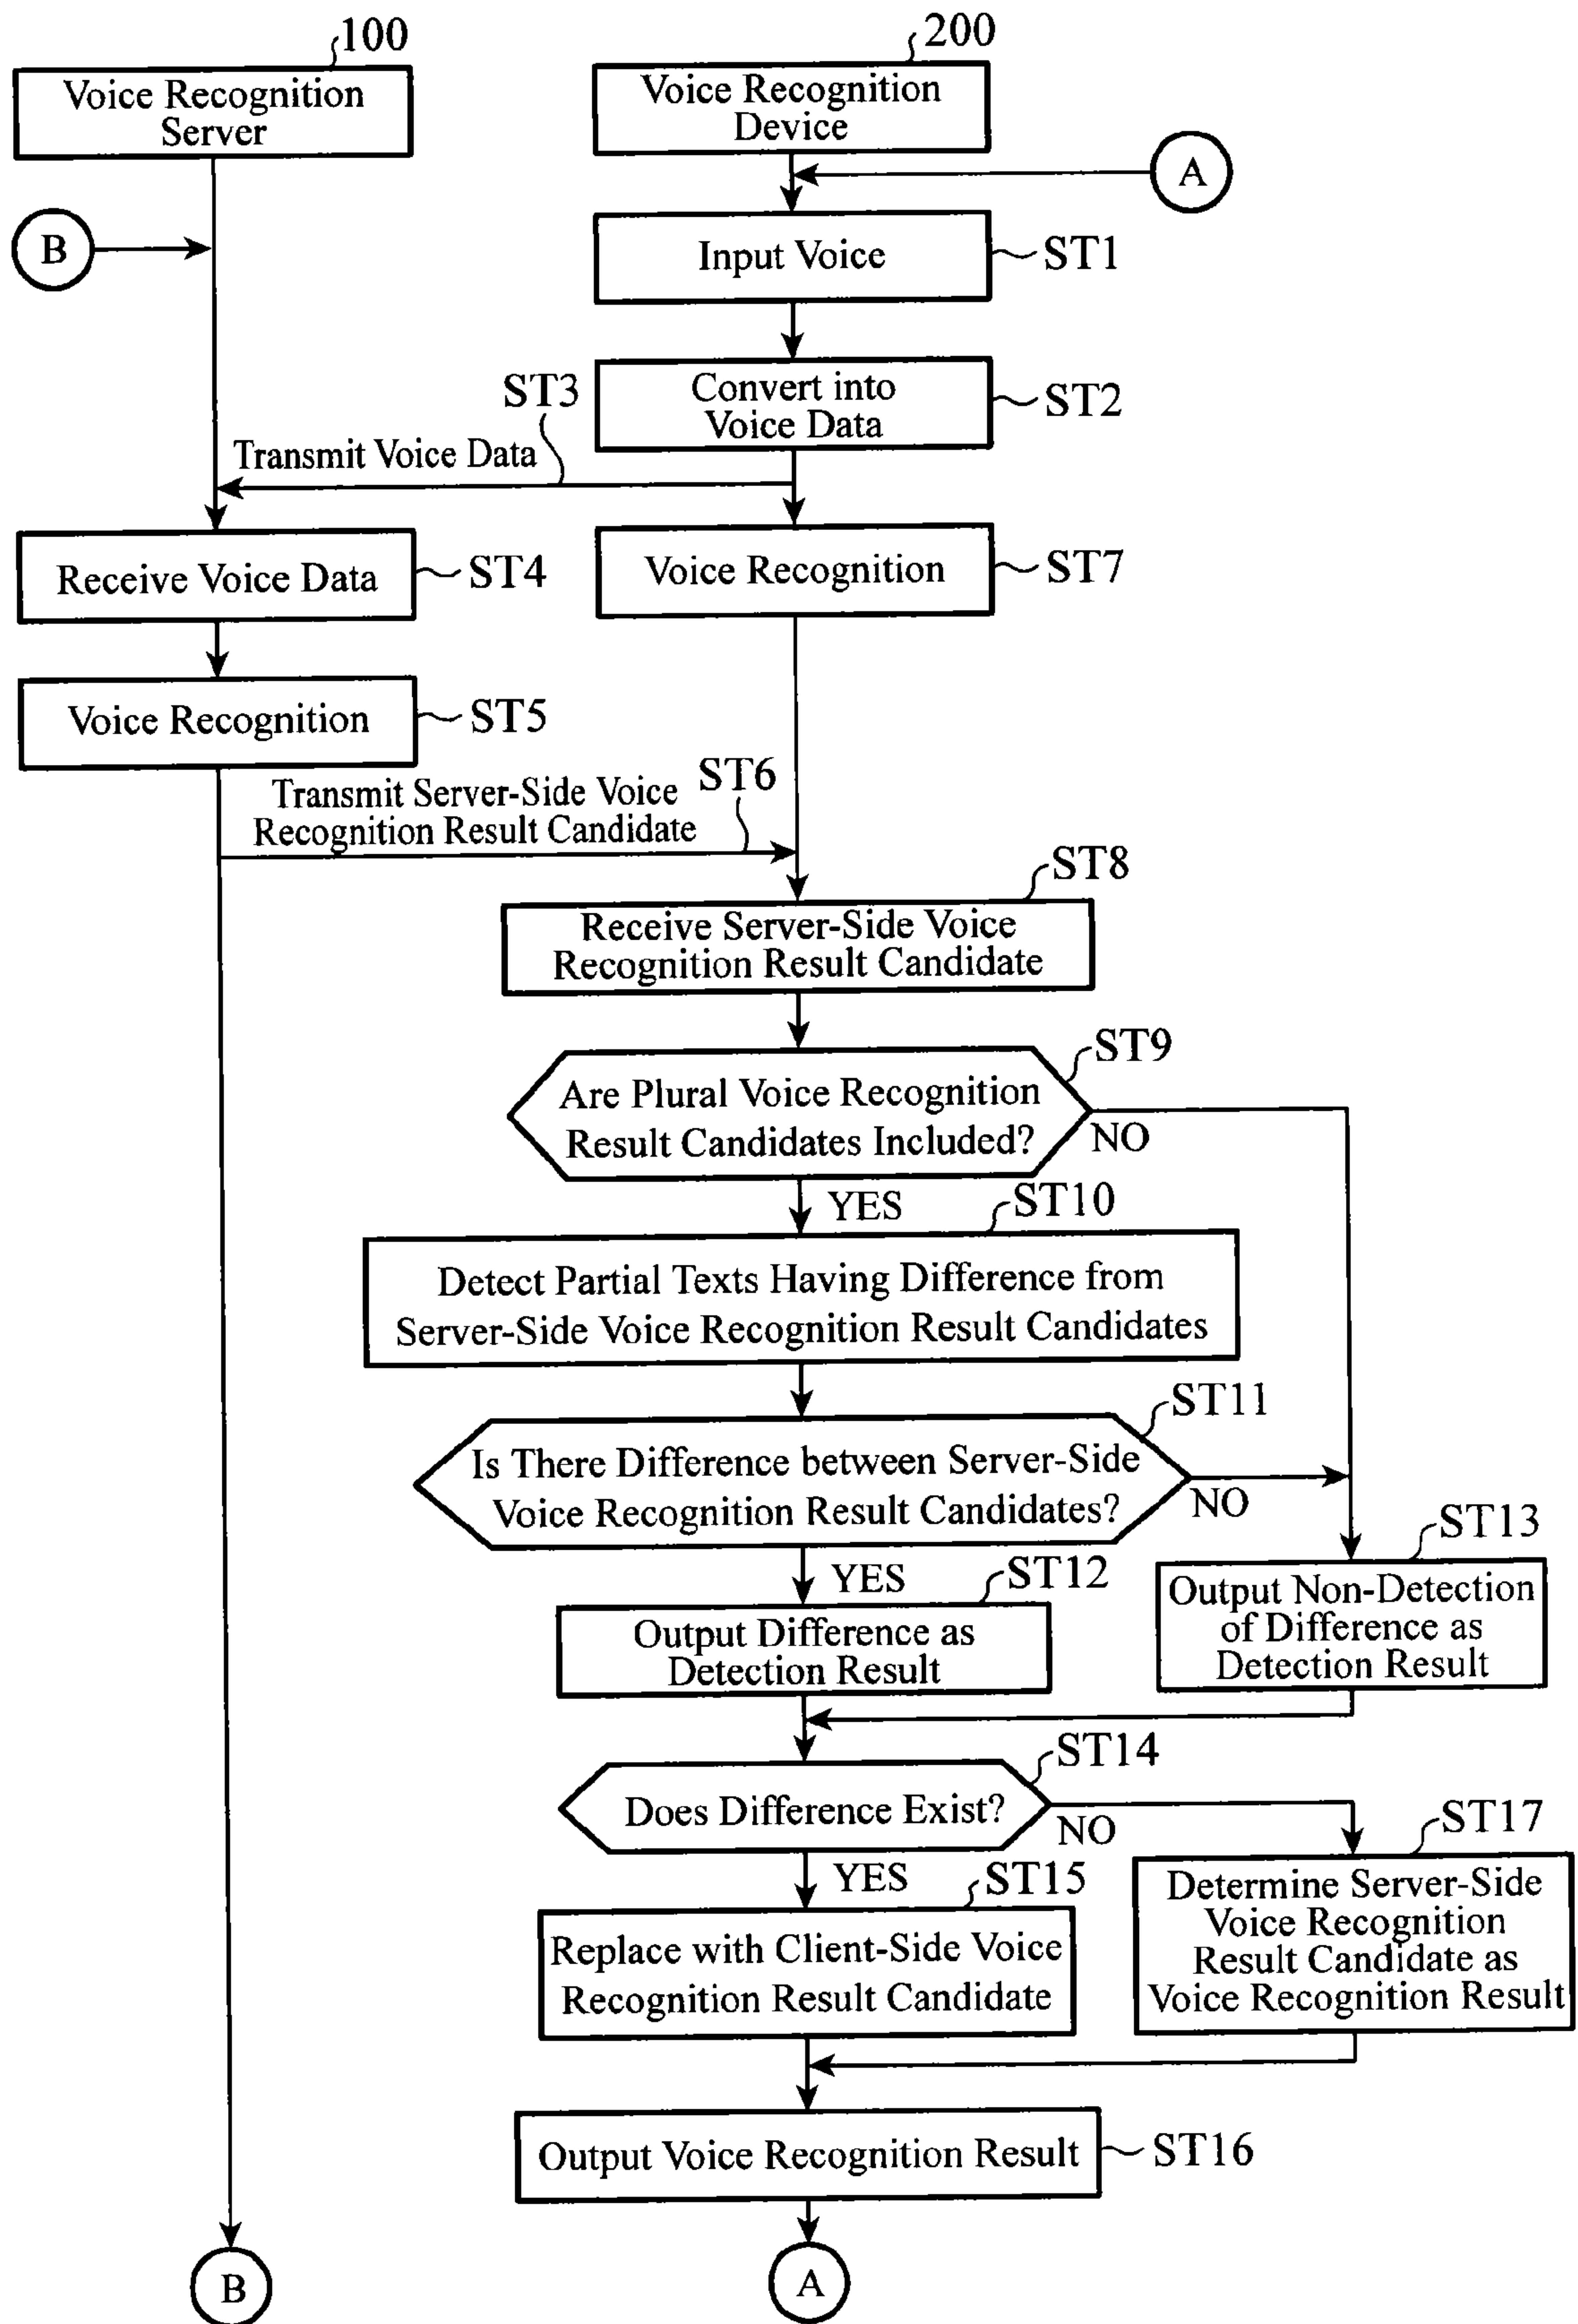 100
Voice Recognition
Server
200
Voice Recognition
Device
A
B
Input Voice
ST1
Convert into
Voice Data
ST2
ST3
Transmit Voice Data
Receive Voice Data
ST4
Voice Recognition
ST7
Voice Recognition
ST5
Transmit Server-Side Voice
Recognition Result Candidate
ST6
ST8
Receive Server-Side Voice
Recognition Result Candidate
ST9
Are Plural Voice Recognition
Result Candidates Included?
NO
YES
ST10
Detect Partial Texts Having Difference from
Server-Side Voice Recognition Result Candidates
ST11
Is There Difference between Server-Side
Voice Recognition Result Candidates?
NO
YES
ST12
Output Difference as
Detection Result
ST13
Output Non-Detection
of Difference as
Detection Result
ST14
Does Difference Exist?
NO
YES
ST15
Replace with Client-Side Voice
Recognition Result Candidate
ST17
Determine Server-Side
Voice Recognition
Result Candidate as
Voice Recognition Result
Output Voice Recognition Result
ST16
B
A